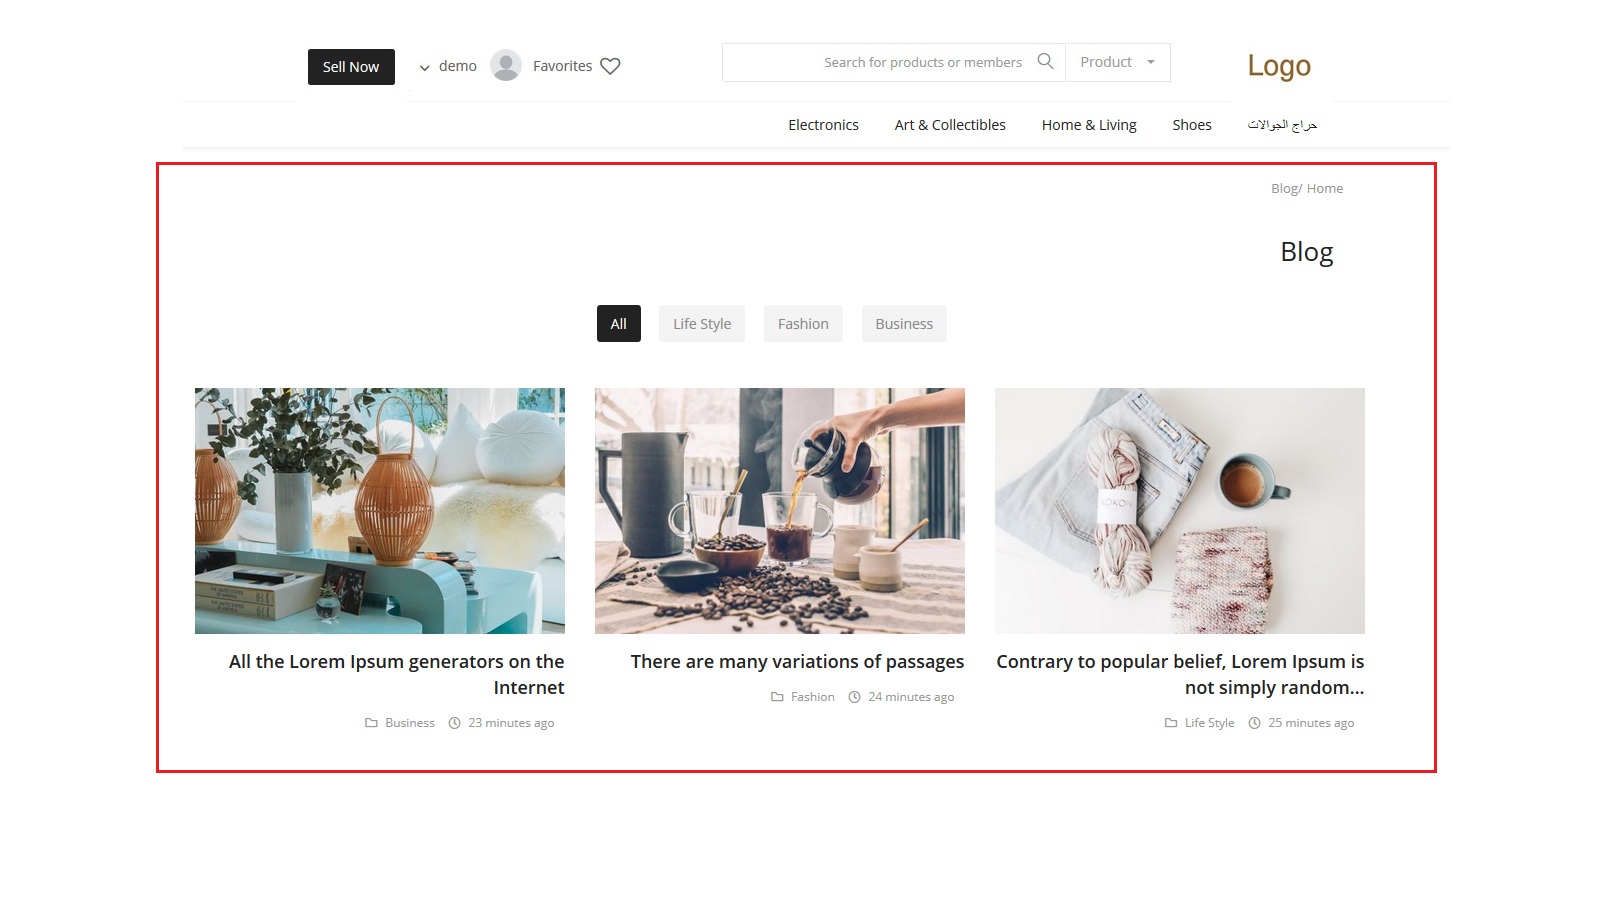 Sell Now
demo
Favorites
Search for products or members
Product
Logo
Electronics
Art & Collectibles
Home & Living
Shoes
حراج الجوالات
Blog/ Home
Blog
All
Life Style
Fashion
Business
KOKON
All the Lorem Ipsum generators on the
Internet
Business
23 minutes ago
There are many variations of passages
Fashion
24 minutes ago
Contrary to popular belief, Lorem Ipsum is
not simply random...
Life Style
25 minutes ago